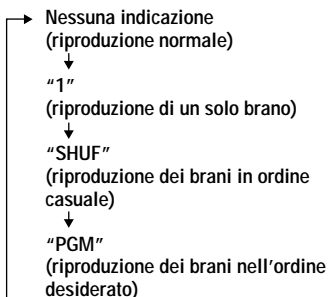 Nessuna indicazione
(riproduzione normale)
“1”
(riproduzione di un solo brano)
“SHUF”
(riproduzione dei brani in ordine
casuale)
“PGM”
(riproduzione dei brani nell’ordine
desiderato)